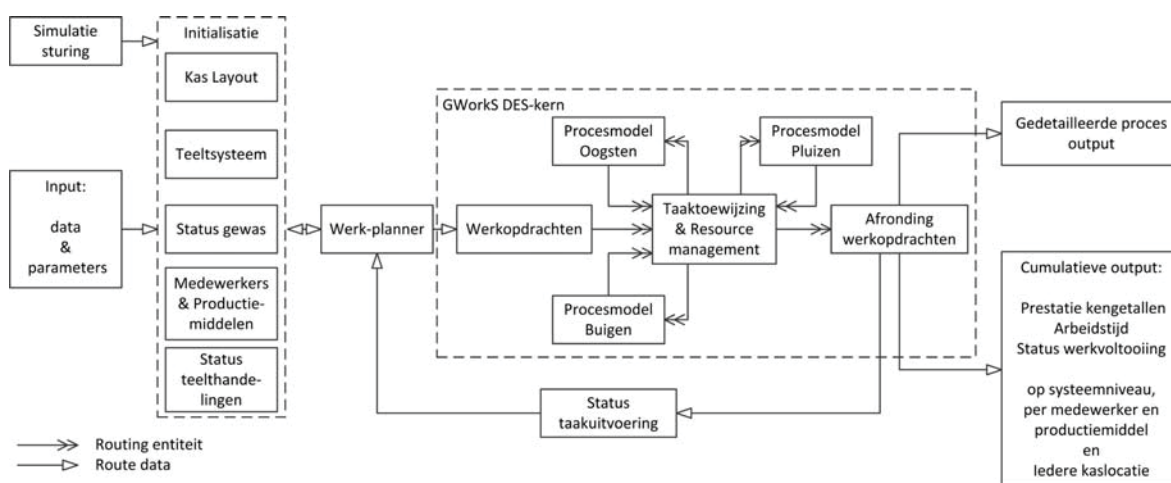 Simulatie
sturing
Input:
data
&
parameters
Initialisatie
Kas Layout
Teeltsysteem
Status gewas
Medewerkers
& Productie-
middelen
Status
teelthande-
lingen
Werk-planner
GWorkS DES-kern
Werkopdrachten
Procesmodel
Oogsten
Procesmodel
Pluizen
Taaktoewijzing
& Resource
management
Procesmodel
Buigen
Afronding
werkopdrachten
Status
taakuitvoering
Gedetailleerde proces
output
Cumulatieve output:
Prestatie kengetallen
Arbeidstijd
Status werkvoltooiing
op systeemniveau,
per medewerker en
productiemiddel
en
Iedere kaslocatie
Routing entiteit
Route data